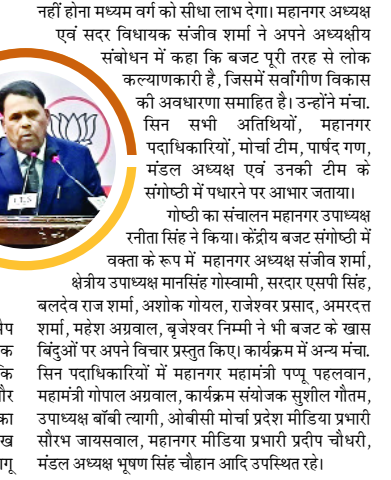 नहीं होना मध्यम वर्ग को सीधा लाभ देगा। महानगर अध्यक्ष
एवं सदर विधायक संजीव शर्मा ने अपने अध्यक्षीय
संबोधन में कहा कि बजट पूरी तरह से लोक
कल्याणकारी है, जिसमें सर्वांगीण विकास
की अवधारणा समाहित है। उन्होंने मंचा.
सिन सभी अतिथियों, महानगर
पदाधिकारियों, मोर्चा टीम, पार्षद गण,
मंडल अध्यक्ष एवं उनकी टीम के
संगोष्ठी में पधारने पर आभार जताया।
गोष्ठी का संचालन महानगर उपाध्यक्ष
रनीता सिंह ने किया। केंद्रीय बजट संगोष्ठी में
वक्ता के रूप में महानगर अध्यक्ष संजीव शर्मा,
क्षेत्रीय उपाध्यक्ष मानसिंह गोस्वामी, सरदार एसपी सिंह,
बलदेव राज शर्मा, अशोक गोयल, राजेश्वर प्रसाद, अमरदत्त
शर्मा, महेश अग्रवाल, बृजेश्वर निम्मी ने भी बजट के खास
बिंदुओं पर अपने विचार प्रस्तुत किए। कार्यक्रम में अन्य मंचा.
सिन पदाधिकारियों में महानगर महामंत्री पप्पू पहलवान,
महामंत्री गोपाल अग्रवाल, कार्यक्रम संयोजक सुशील गौतम,
उपाध्यक्ष बॉबी त्यागी, ओबीसी मोर्चा प्रदेश मीडिया प्रभारी
सौरभ जायसवाल, महानगर मीडिया प्रभारी प्रदीप चौधरी,
मंडल अध्यक्ष भूषण सिंह चौहान आदि उपस्थित रहे।